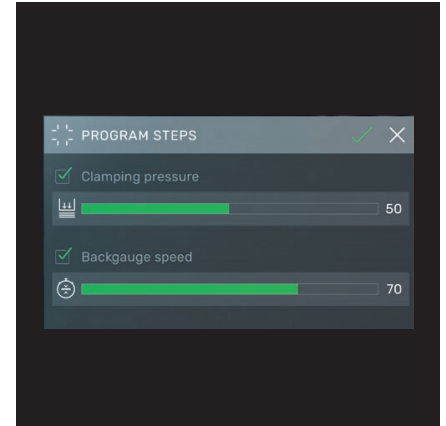 PROGRAM STEPS
Clamping pressure
50
Backgauge speed
70